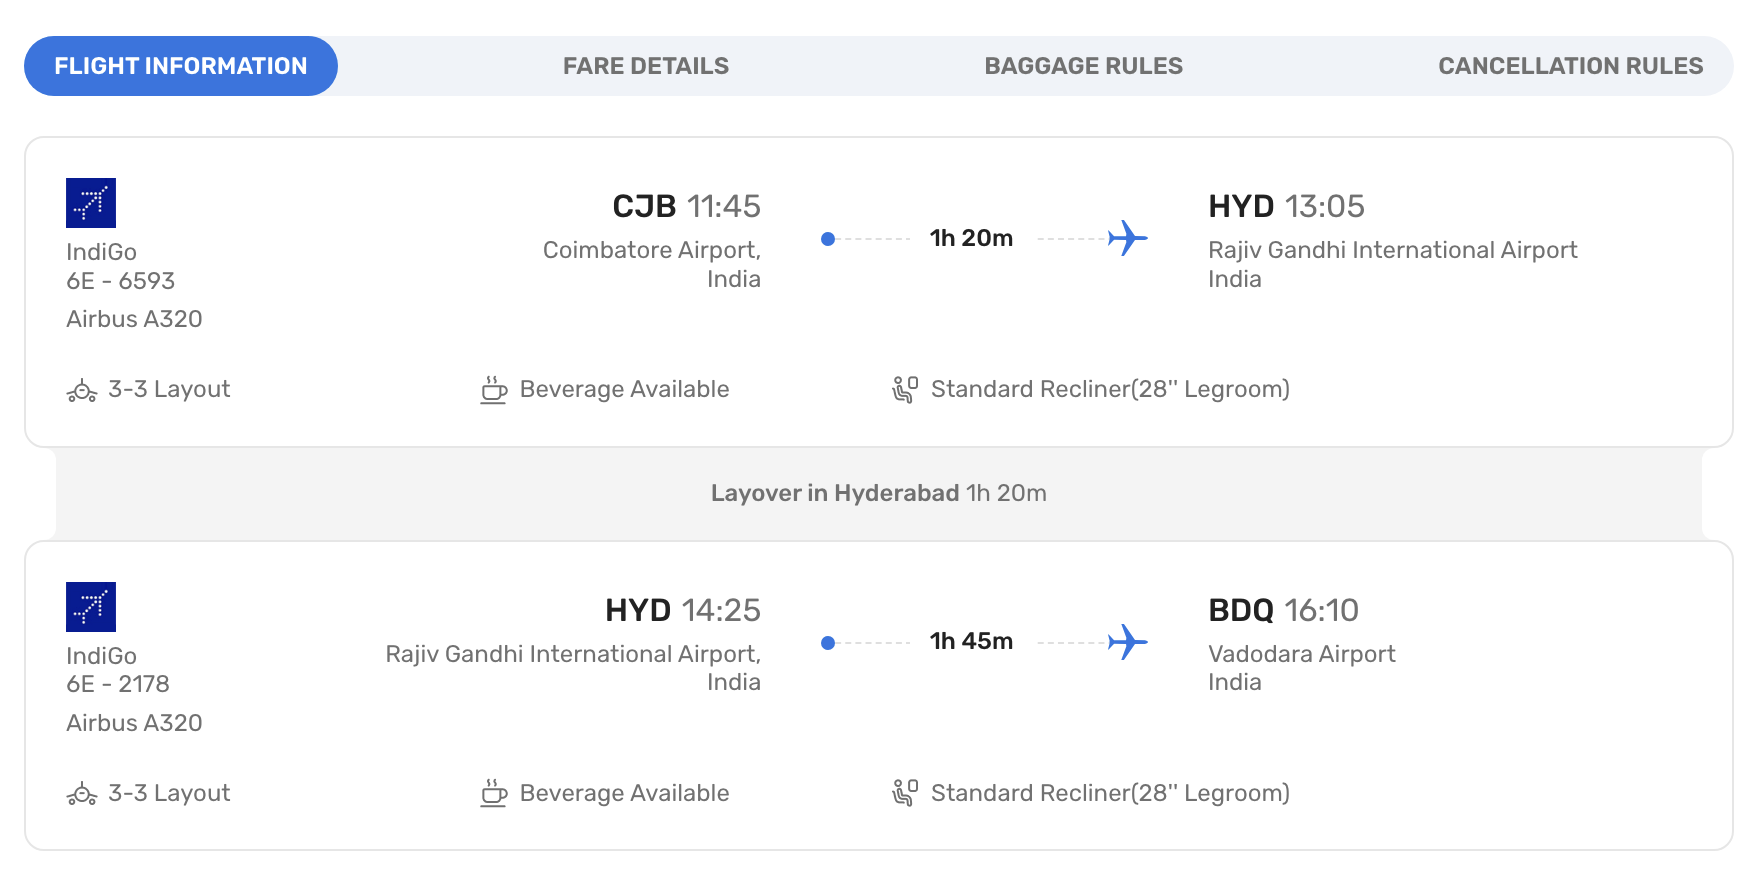 FLIGHT INFORMATION
FARE DETAILS
BAGGAGE RULES
CANCELLATION RULES
IndiGo
6E - 6593
Airbus A320
CJB 11:45
Coimbatore Airport,
India
1h 20m
HYD 13:05
Rajiv Gandhi International Airport
India
3-3 Layout
Beverage Available
Standard Recliner(28'' Legroom)
Layover in Hyderabad 1h 20m
IndiGo
6E - 2178
Airbus A320
HYD 14:25
Rajiv Gandhi International Airport,
India
1h 45m
BDQ 16:10
Vadodara Airport
India
3-3 Layout
Beverage Available
Standard Recliner(28'' Legroom)